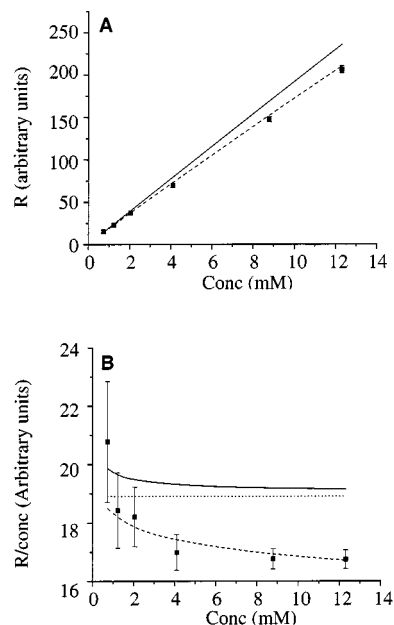 A
250
200
150
100
50
0
R (arbitrary units)
0 2 4 6 8 10 12 14
Conc (mM)
B
24
22
20
18
16
R/conc (Arbitrary units)
0 2 4 6 8 10 12 14
Conc (mM)